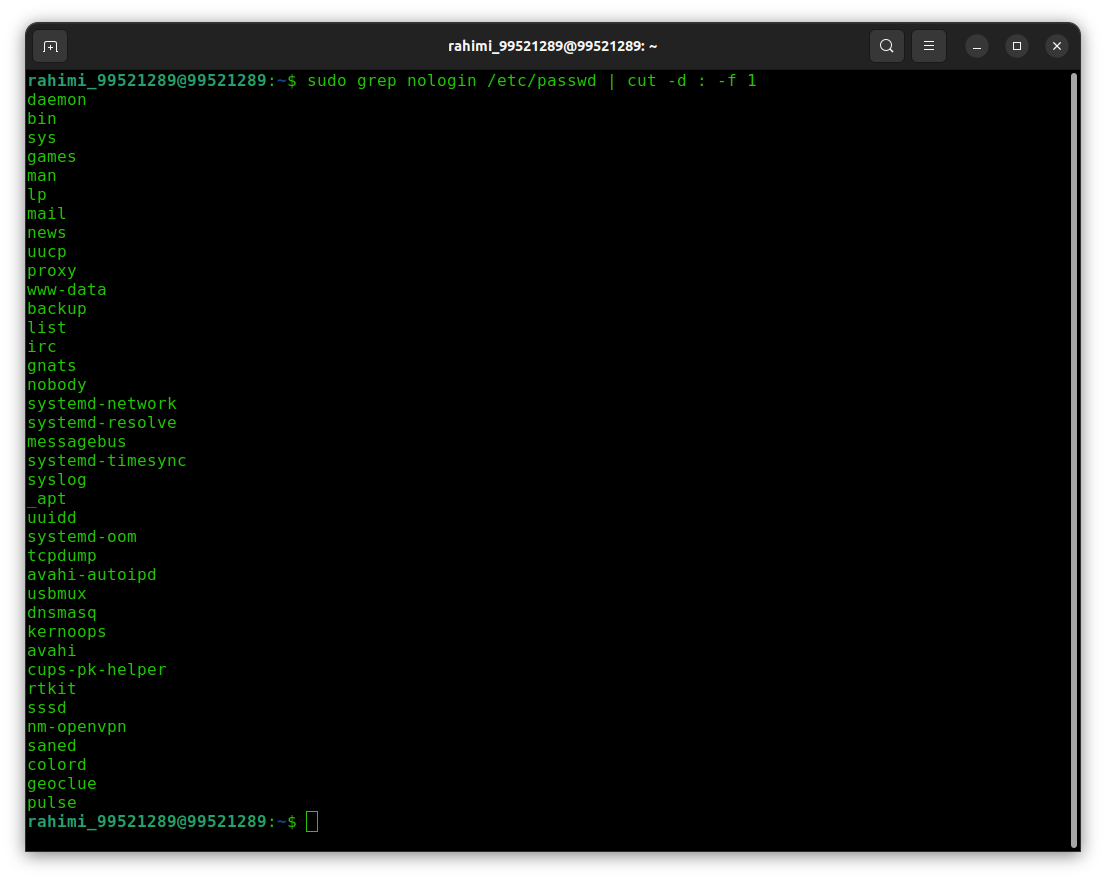 rahimi_99521289@99521289: ~
rahimi_99521289@99521289:~$ sudo grep nologin /etc/passwd | cut -d : -f 1
daemon
bin
sys
games
man
lp
mail
news
uucp
proxy
www-data
backup
list
irc
gnats
nobody
systemd-network
systemd-resolve
messagebus
systemd-timesync
syslog
_apt
uuidd
systemd-oom
tcpdump
avahi-autoipd
usbmux
dnsmasq
kernoops
avahi
cups-pk-helper
rtkit
sssd
nm-openvpn
saned
colord
geoclue
pulse
rahimi_99521289@99521289:~$